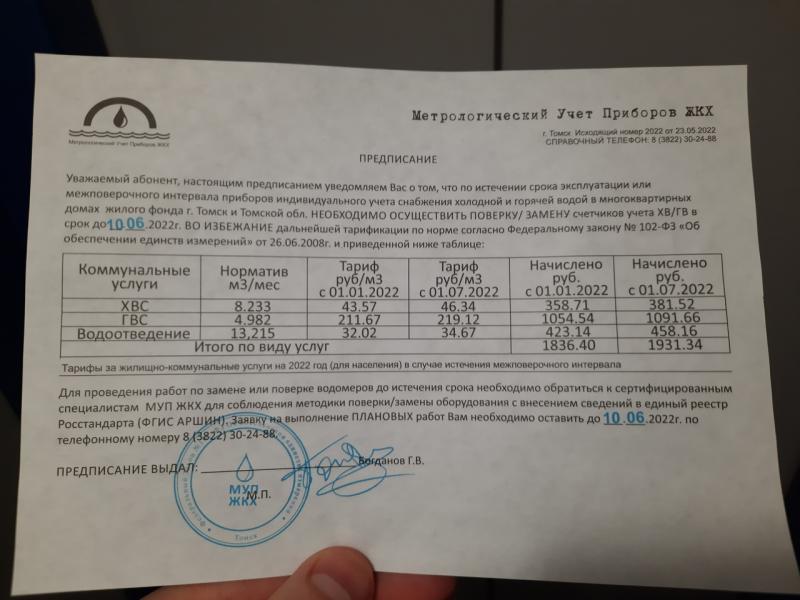 Метрологический Учет Приборов ЖКХ
Метрологический Учет Приборов ЖКХ
г. Томск Исходящий номер 2022 от 23.05.2022
СПРАВОЧНЫЙ ТЕЛЕФОН: 8 (3822) 30-24-88
ПРЕДПИСАНИЕ
Уважаемый абонент, настоящим предписанием уведомляем Вас о том, что по истечении срока эксплуатации или
межповерочного интервала приборов индивидуального учета снабжения холодной и горячей водой в многоквартирных
домах жилого фонда г. Томск и Томской обл. НЕОБХОДИМО ОСУЩЕСТВИТЬ ПОВЕРКУ/ ЗАМЕНУ счетчиков учета ХВ/ГВ в
срок до 10.06.2022г. ВО ИЗБЕЖАНИЕ дальнейшей тарификации по норме согласно Федеральному закону № 102-ФЗ «Об
обеспечении единств измерений» от 26.06.2008г. и приведенной ниже таблице:
Коммунальные услуги Норматив м3/мес Тариф руб/м3 с 01.01.2022 Тариф руб/м3 с 01.07.2022 Начислено руб. с 01.01.2022 Начислено руб. с 01.07.2022
ХВС 8.233 43.57 46.34 358.71 381.52
ГВС 4.982 211.67 219.12 1054.54 1091.66
Водоотведение 13,215 32.02 34.67 423.14 458.16
Итого по виду услуг 1836.40 1931.34
Тарифы за жилищно-коммунальные услуги на 2022 год (для населения) в случае истечения межповерочного интервала
Для проведения работ по замене или поверке водомеров до истечения срока необходимо обратиться к сертифицированным
специалистам МУП ЖКХ для соблюдения методики поверки/замены оборудования с внесением сведений в единый реестр
Росстандарта (ФГИС АРШИН). Заявку на выполнение ПЛАНОВЫХ работ Вам необходимо оставить до 10.06.2022г. по
телефонному номеру 8 (3822) 30-24-88.
ПРЕДПИСАНИЕ ВЫДАЛ: Богданов Г.В.
М.П.
МУП
ЖКХ
Томск